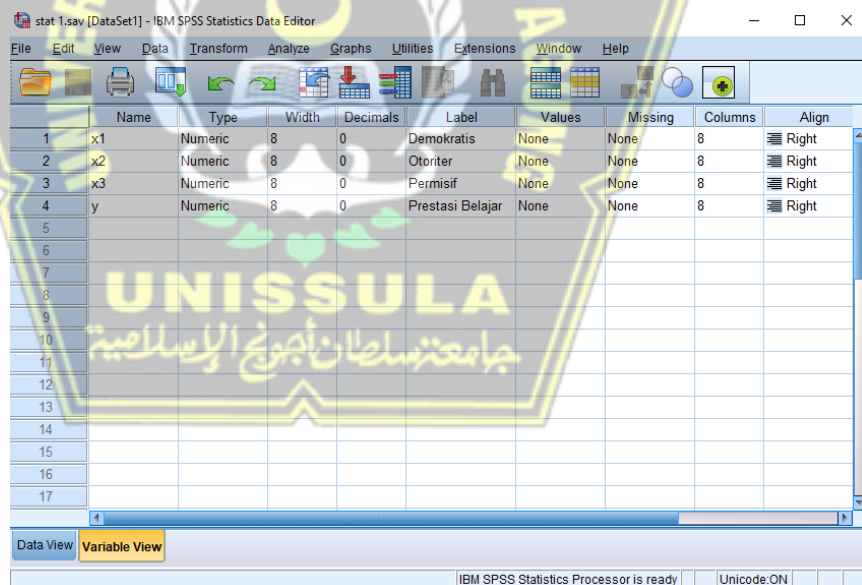 stat 1.sav [DataSet1] - IBM SPSS Statistics Data Editor
File Edit View Data Transform Analyze Graphs Utilities Extensions Window Help
Name Type Width Decimals Label Values Missing Columns Align
1 x1 Numeric 8 0 Demokratis None None 8 Right
2 x2 Numeric 8 0 Otoriter None None 8 Right
3 x3 Numeric 8 0 Permisif None None 8 Right
4 y Numeric 8 0 Prestasi Belajar None None 8 Right
5
6
7
8
9
10
11
12
13
14
15
16
17
UNISSULA
جامعة سلطان أجونج الإسلامية
Data View Variable View
IBM SPSS Statistics Processor is ready Unicode:ON